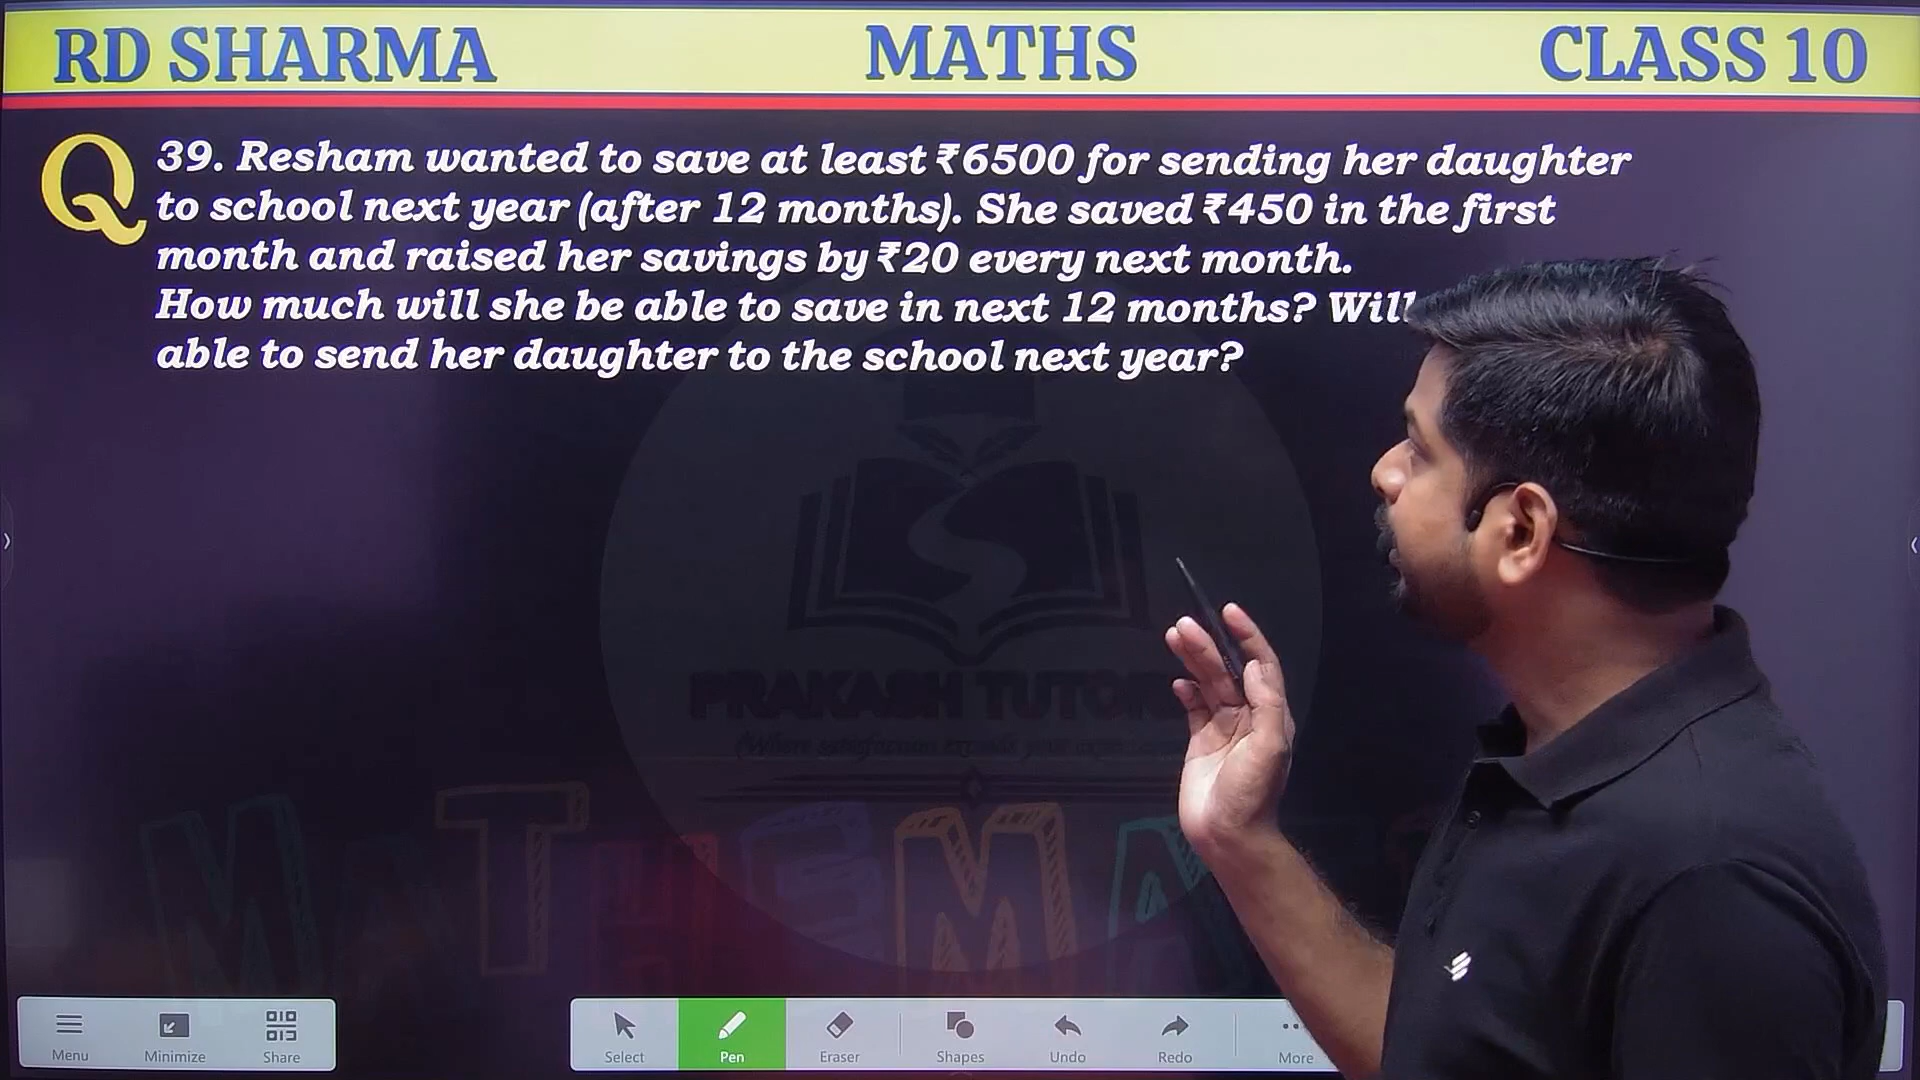 RD SHARMA MATHS CLASS 10
Q 39. Resham wanted to save at least ₹6500 for sending her daughter
to school next year (after 12 months). She saved ₹450 in the first
month and raised her savings by ₹20 every next month.
How much will she be able to save in next 12 months? Will
able to send her daughter to the school next year?
PRAKASH
MATHEMA
Menu Minimize Share Select Pen Eraser Shapes Undo Redo More